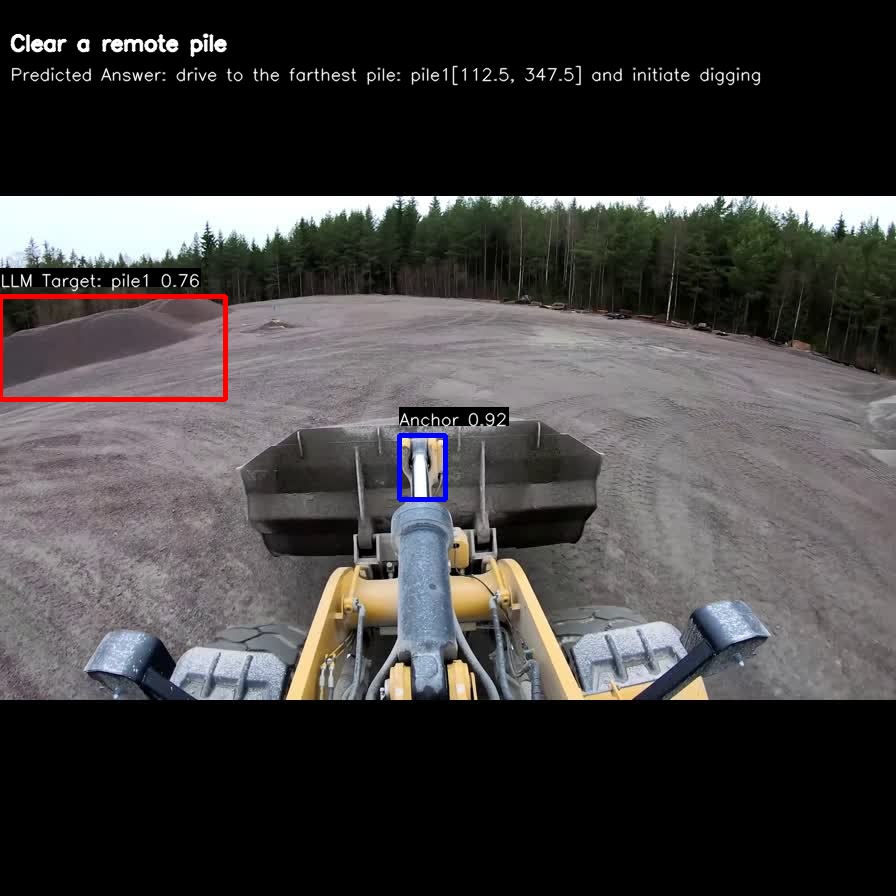 Clear a remote pile
Predicted Answer: drive to the farthest pile: pile1[112.5, 347.5] and initiate digging
LLM Target: pile1 0.76
Anchor 0.92